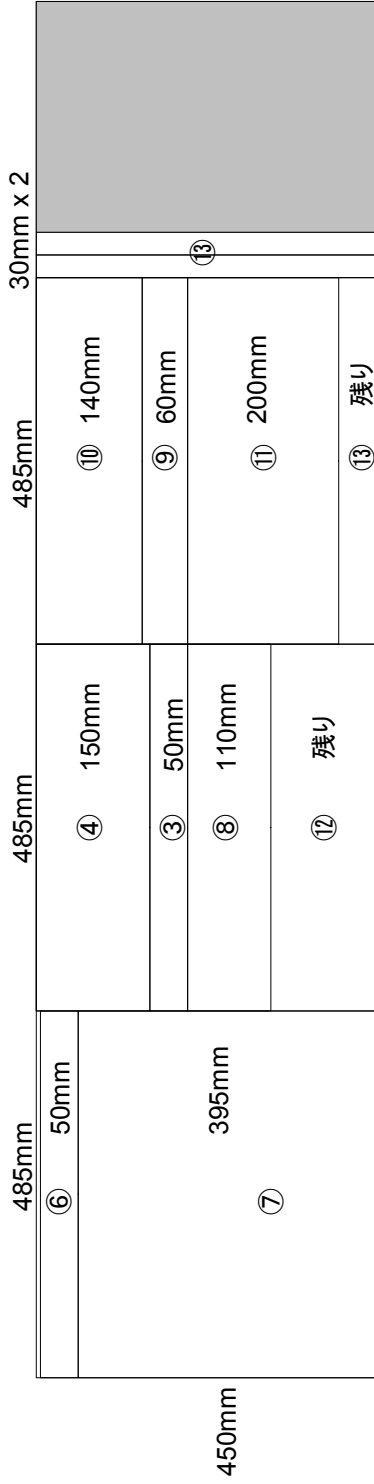 485mm
485mm
485mm
30mm x 2
⑥ 50mm
④ 150mm
⑩ 140mm
③ 50mm
⑨ 60mm
⑬
⑦ 395mm
⑧ 110mm
⑪ 200mm
⑫ 残り
⑬ 残り
450mm